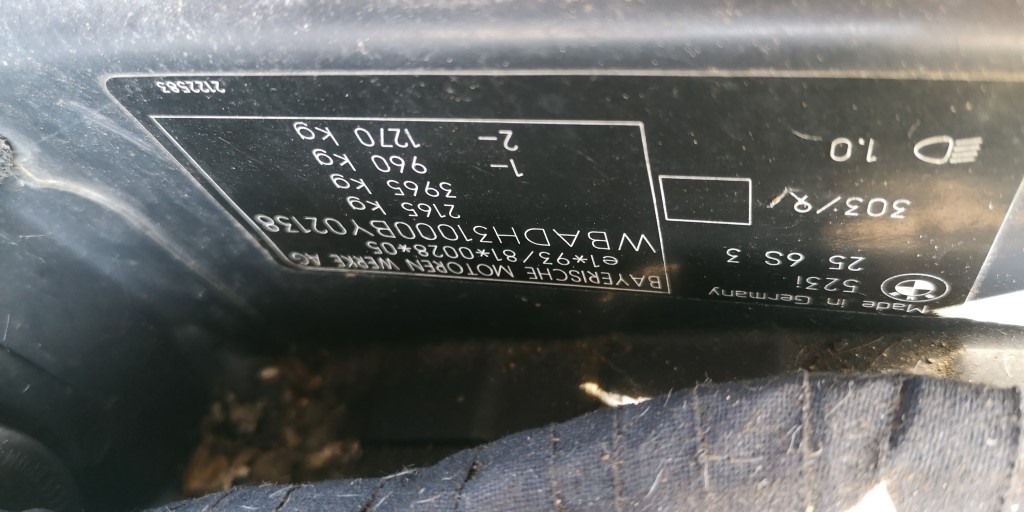 Made in Germany
523i
25 6S 3
303/9
1.0
BAYERISCHE MOTOREN WERKE AG
e1*93/81*0028*05
WBADH31000BY02138
2165 kg
3965 kg
1– 960 kg
2– 1270 kg
2122583